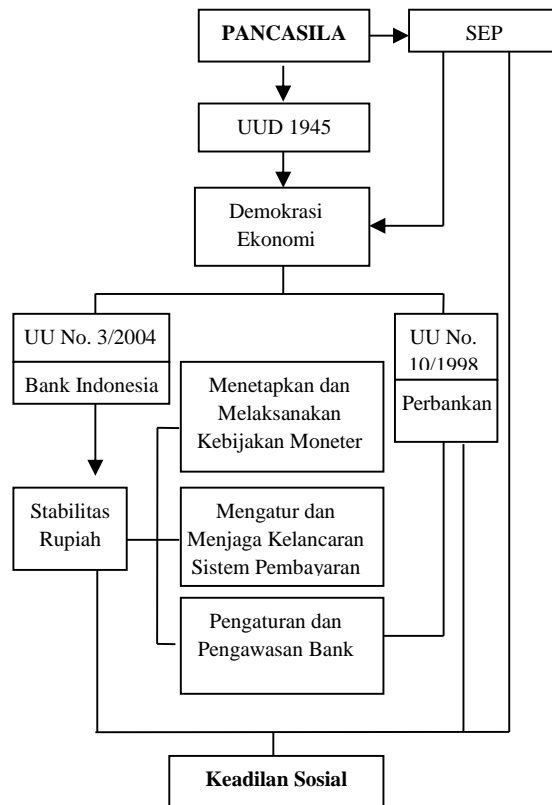 PANCASILA
SEP
UUD 1945
Demokrasi
Ekonomi
UU No. 3/2004
Bank Indonesia
UU No.
10/1998
Perbankan
Menetapkan dan
Melaksanakan
Kebijakan Moneter
Stabilitas
Rupiah
Mengatur dan
Menjaga Kelancaran
Sistem Pembayaran
Pengaturan dan
Pengawasan Bank
Keadilan Sosial